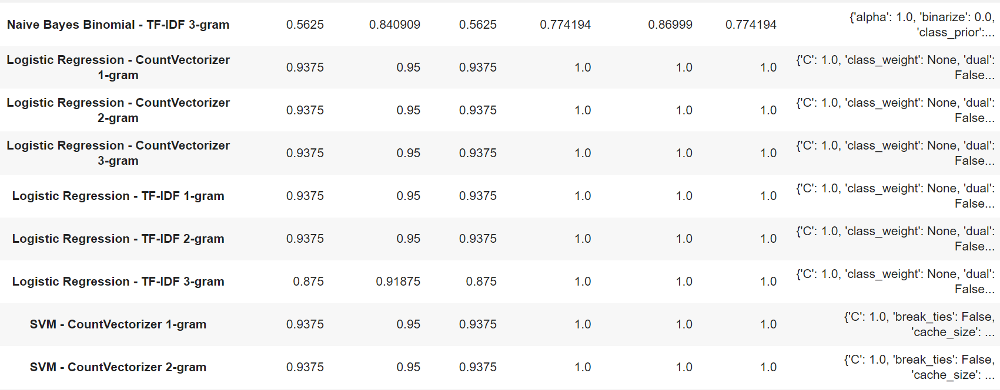 Naive Bayes Binomial - TF-IDF 3-gram 0.5625 0.840909 0.5625 0.774194 0.86999 0.774194 {'alpha': 1.0, 'binarize': 0.0,
'class_prior':...
Logistic Regression - CountVectorizer
1-gram 0.9375 0.95 0.9375 1.0 1.0 1.0 {'C': 1.0, 'class_weight': None, 'dual':
False...
Logistic Regression - CountVectorizer
2-gram 0.9375 0.95 0.9375 1.0 1.0 1.0 {'C': 1.0, 'class_weight': None, 'dual':
False...
Logistic Regression - CountVectorizer
3-gram 0.9375 0.95 0.9375 1.0 1.0 1.0 {'C': 1.0, 'class_weight': None, 'dual':
False...
Logistic Regression - TF-IDF 1-gram 0.9375 0.95 0.9375 1.0 1.0 1.0 {'C': 1.0, 'class_weight': None, 'dual':
False...
Logistic Regression - TF-IDF 2-gram 0.9375 0.95 0.9375 1.0 1.0 1.0 {'C': 1.0, 'class_weight': None, 'dual':
False...
Logistic Regression - TF-IDF 3-gram 0.875 0.91875 0.875 1.0 1.0 1.0 {'C': 1.0, 'class_weight': None, 'dual':
False...
SVM - CountVectorizer 1-gram 0.9375 0.95 0.9375 1.0 1.0 1.0 {'C': 1.0, 'break_ties': False,
'cache_size': ...
SVM - CountVectorizer 2-gram 0.9375 0.95 0.9375 1.0 1.0 1.0 {'C': 1.0, 'break_ties': False,
'cache_size': ...